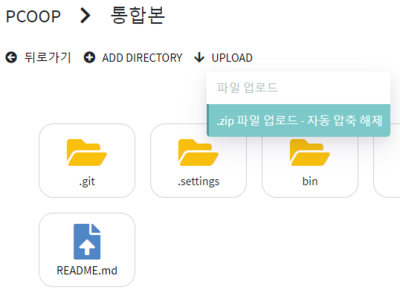 PCOOP > 통합본
뒤로가기 ADD DIRECTORY UPLOAD
파일 업로드
.zip 파일 업로드 - 자동 압축 해제
.git .settings bin
README.md